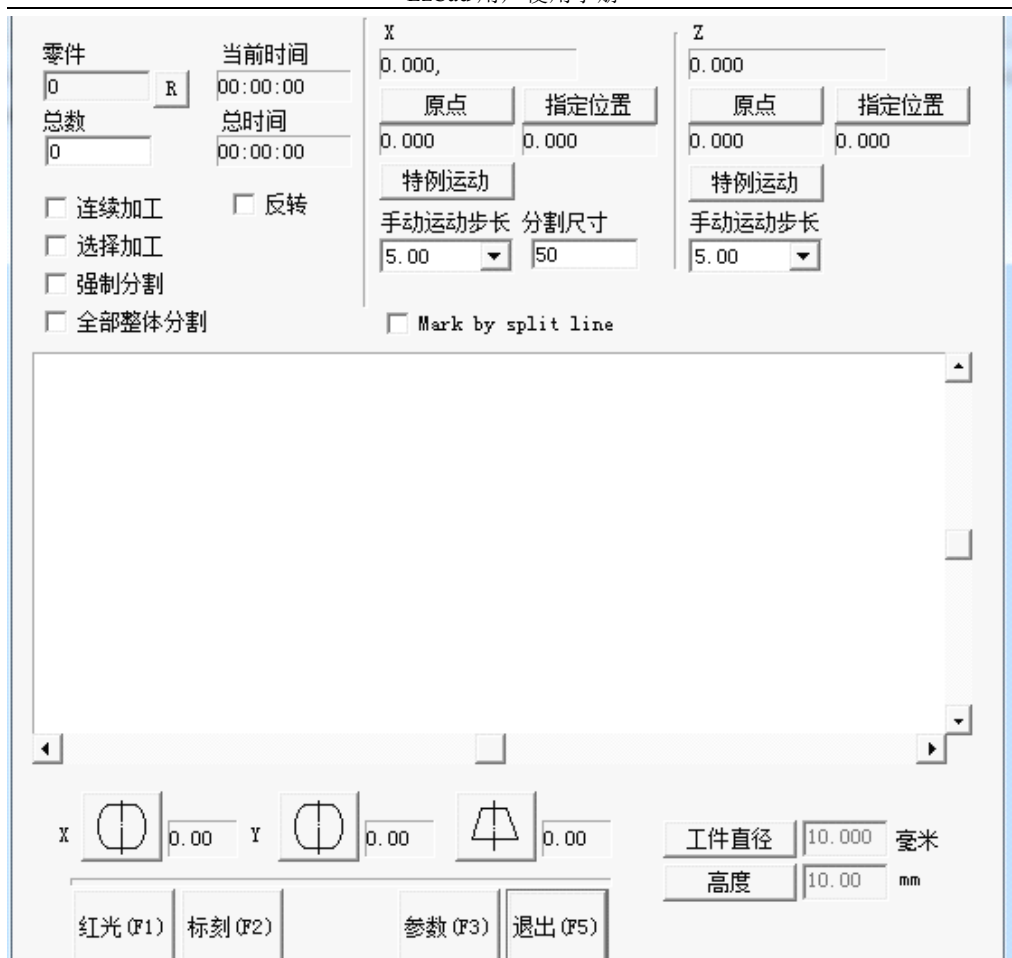 零件 当前时间
0 R 00:00:00
总数 总时间
0 00:00:00
连续加工 反转
选择加工
强制分割
全部整体分割
X
0.000,
原点 指定位置
0.000 0.000
特例运动
手动运动步长 分割尺寸
5.00 50
Mark by split line
Z
0.000
原点 指定位置
0.000 0.000
特例运动
手动运动步长
5.00
X 0.00 Y 0.00 0.00
工件直径 10.000 毫米
高度 10.00 mm
红光(F1) 标刻(F2) 参数(F3) 退出(F5)